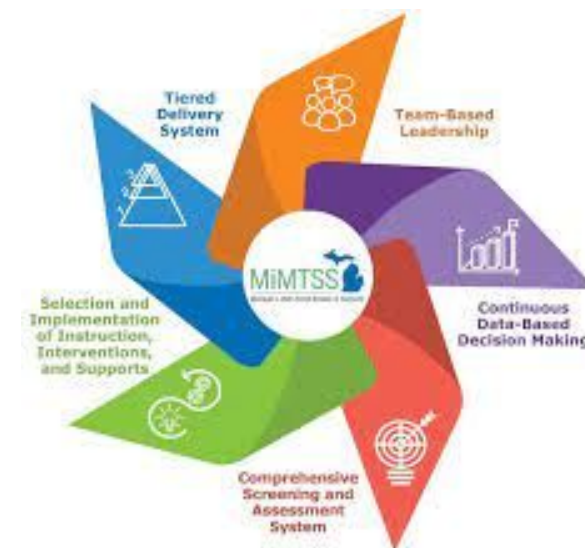 Tiered
Delivery
System
Team-Based
Leadership
MiMTSS
Continuous
Data-Based
Decision Making
Selection and
Implementation
of Instruction,
Interventions,
and Supports
Comprehensive
Screening and
Assessment
System